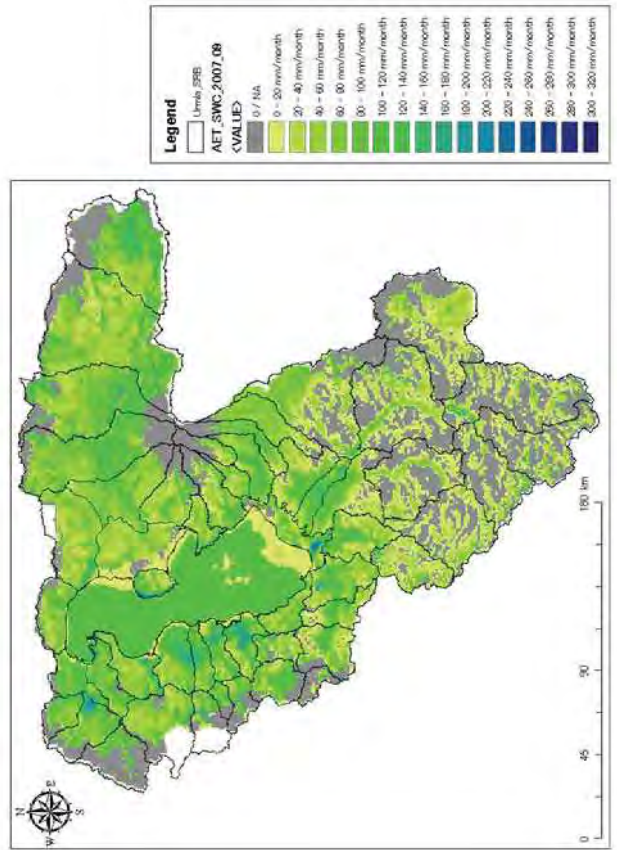 N
W
E
S
Legend
Urmia_SRB
AET_SWC_2007_09
<VALUE>
0 / NA
0 - 20 mm/month
20 - 40 mm/month
40 - 60 mm/month
60 - 80 mm/month
80 - 100 mm/month
100 - 120 mm/month
120 - 140 mm/month
140 - 160 mm/month
160 - 180 mm/month
180 - 200 mm/month
200 - 220 mm/month
220 - 240 mm/month
240 - 260 mm/month
260 - 280 mm/month
280 - 300 mm/month
300 - 320 mm/month
0 45 90 180 km